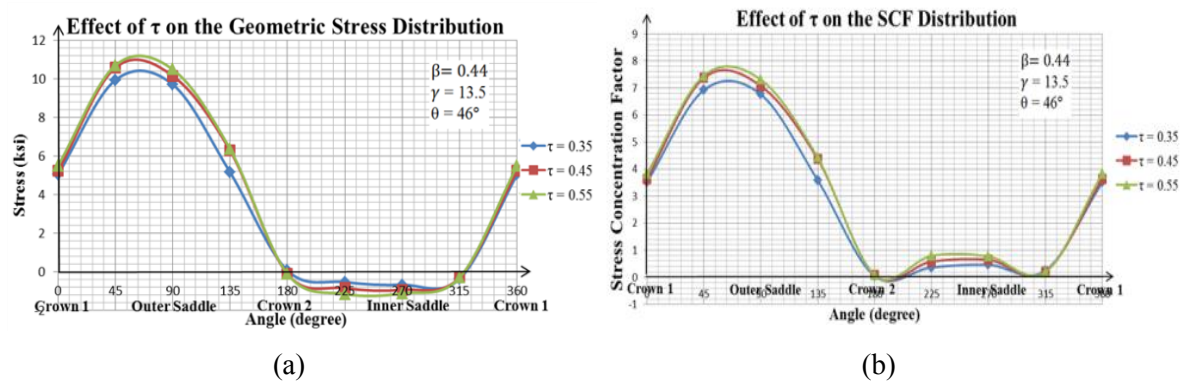 Effect of τ on the Geometric Stress Distribution
12
10
8
6
4
2
0
-2
Stress (ksi)
β= 0.44
γ = 13.5
θ = 46°
τ = 0.35
τ = 0.45
τ = 0.55
0 45 90 135 180 225 270 315 360
Crown 1 Outer Saddle Crown 2 Inner Saddle Crown 1
Angle (degree)
(a)
Effect of τ on the SCF Distribution
9
8
7
6
5
4
3
2
1
0
-1
Stress Concentration Factor
β= 0.44
γ = 13.5
θ = 46°
τ = 0.35
τ = 0.45
τ = 0.55
45 135 225 315
Crown 1 Outer Saddle Crown 2 Inner Saddle Crown 1
Angle (degree)
(b)